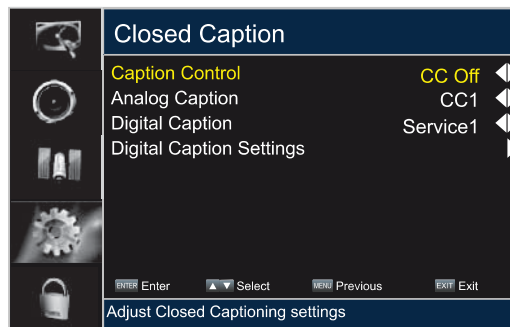 Closed Caption
Caption Control CC Off
Analog Caption CC1
Digital Caption Service1
Digital Caption Settings
ENTER Enter ▲ ▼ Select MENU Previous EXIT Exit
Adjust Closed Captioning settings